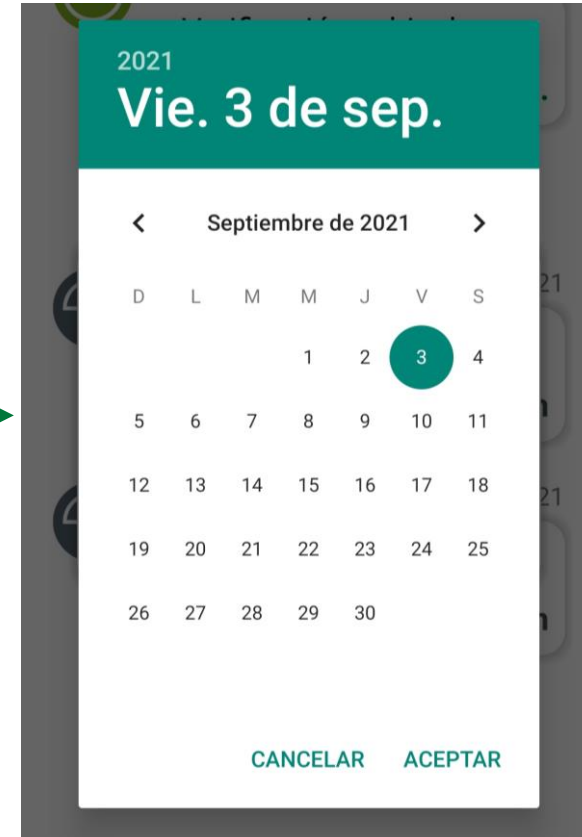 2021
Vie. 3 de sep.
Septiembre de 2021
D L M M J V S
1 2 3 4
5 6 7 8 9 10 11
12 13 14 15 16 17 18
19 20 21 22 23 24 25
26 27 28 29 30
CANCELAR ACEPTAR